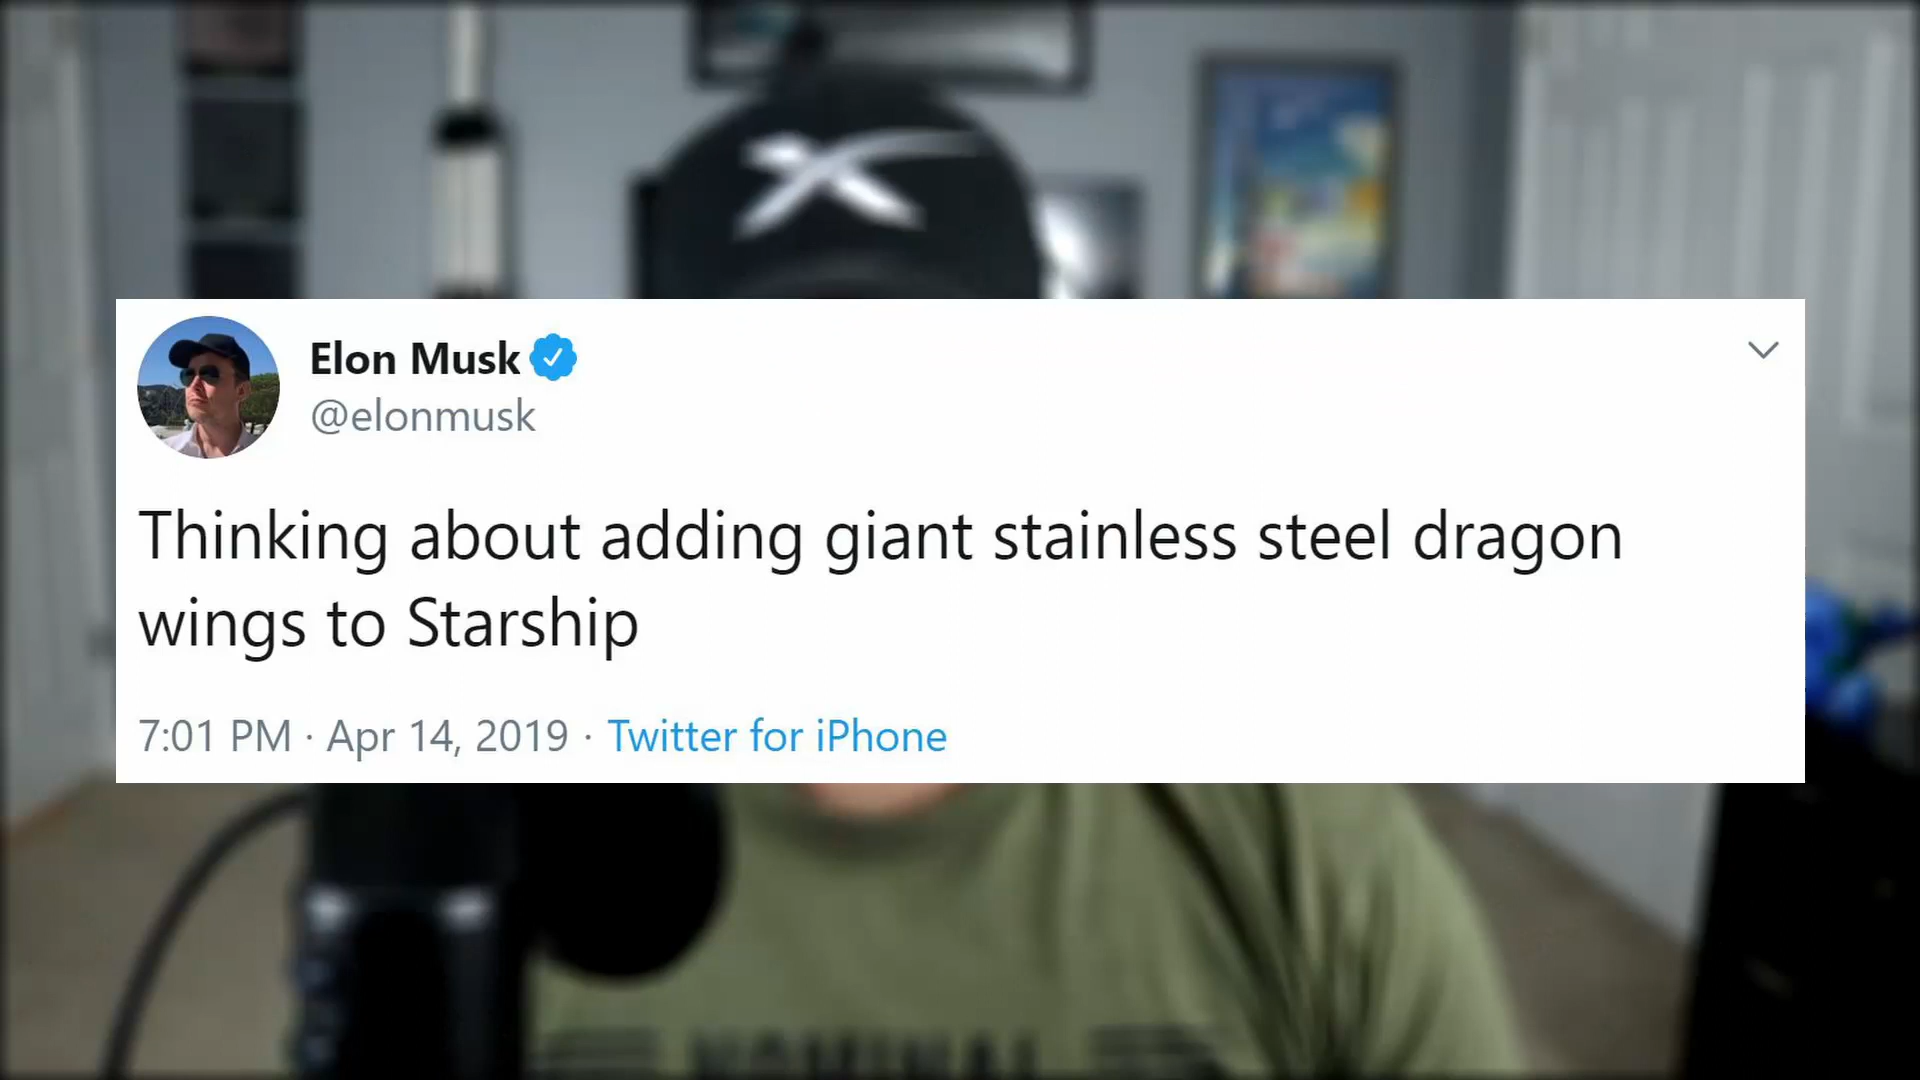 Elon Musk
@elonmusk
Thinking about adding giant stainless steel dragon
wings to Starship
7:01 PM · Apr 14, 2019 · Twitter for iPhone
NOMINAL